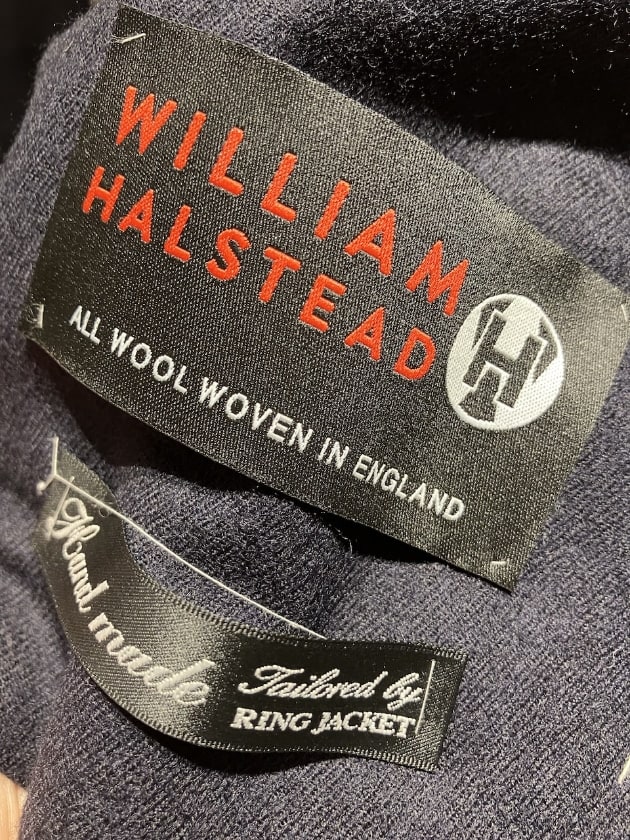 WILLIAM
HALSTEAD
H
ALL WOOL WOVEN IN ENGLAND
Hand made
Tailored by
RING JACKET